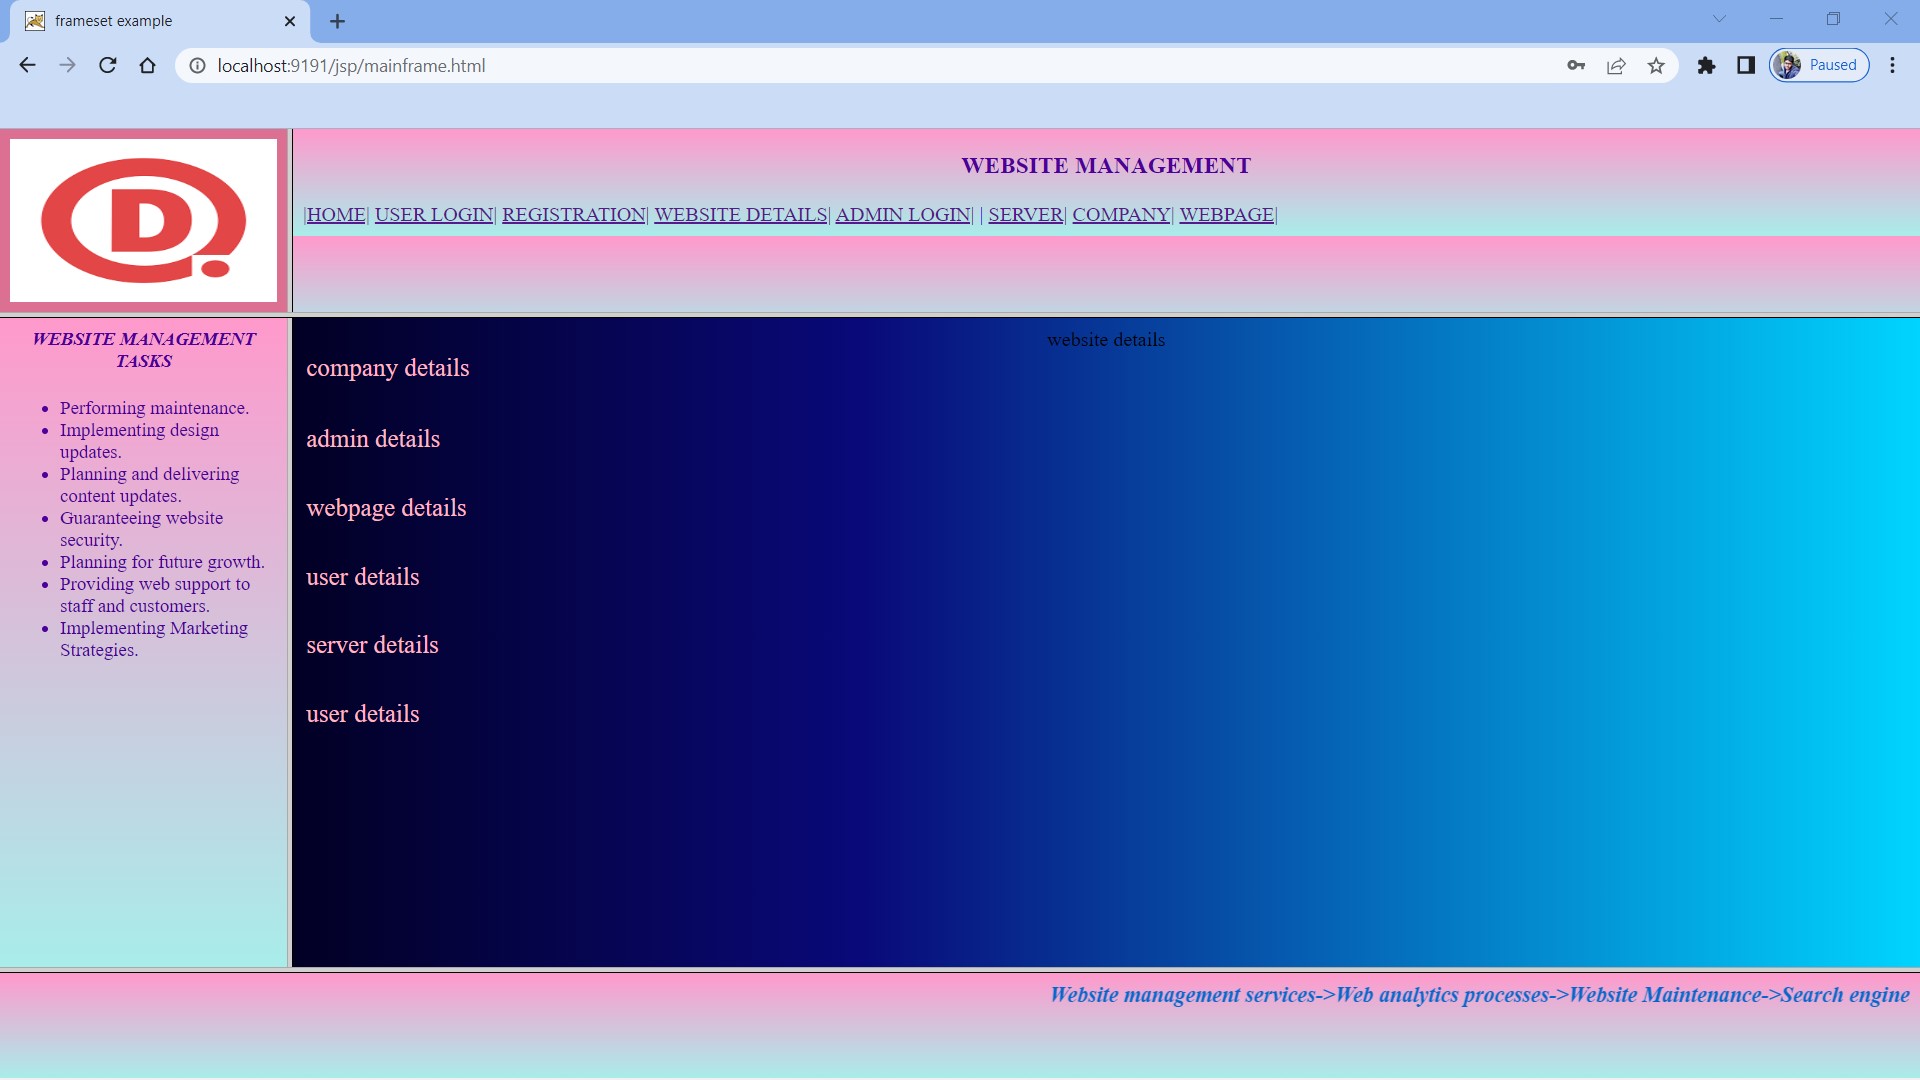 frameset example
localhost:9191/jsp/mainframe.html
Paused
D
WEBSITE MANAGEMENT
|HOME| USER LOGIN| REGISTRATION| WEBSITE DETAILS| ADMIN LOGIN| | SERVER| COMPANY| WEBPAGE|
WEBSITE MANAGEMENT
TASKS
• Performing maintenance.
• Implementing design
updates.
• Planning and delivering
content updates.
• Guaranteeing website
security.
• Planning for future growth.
• Providing web support to
staff and customers.
• Implementing Marketing
Strategies.
website details
company details
admin details
webpage details
user details
server details
user details
Website management services->Web analytics processes->Website Maintenance->Search engine